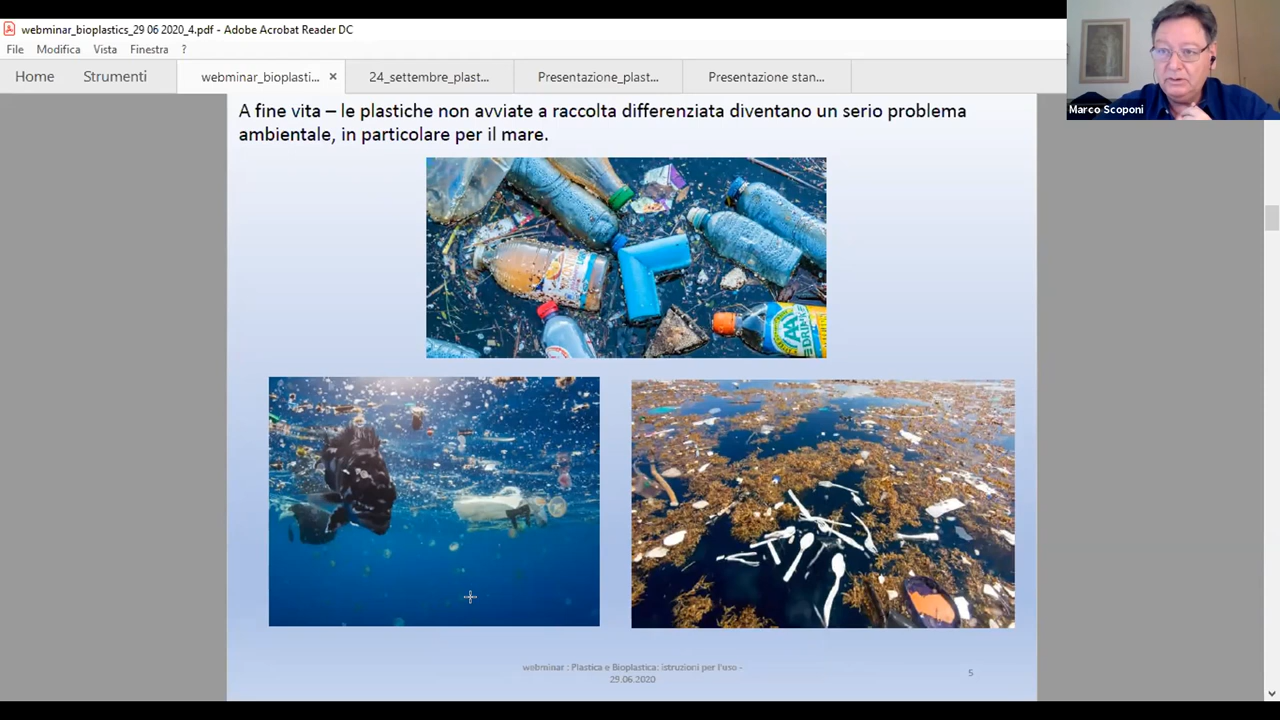 webminar_bioplastics_29 06 2020_4.pdf - Adobe Acrobat Reader DC
File Modifica Vista Finestra ?
Home Strumenti webminar_bioplasti... × 24_settembre_plast... Presentazione_plast... Presentazione stan...
Marco Scoponi
A fine vita – le plastiche non avviate a raccolta differenziata diventano un serio problema
ambientale, in particolare per il mare.
AA
DRINK
webminar : Plastica e Bioplastica: istruzioni per l'uso -
29.06.2020
5